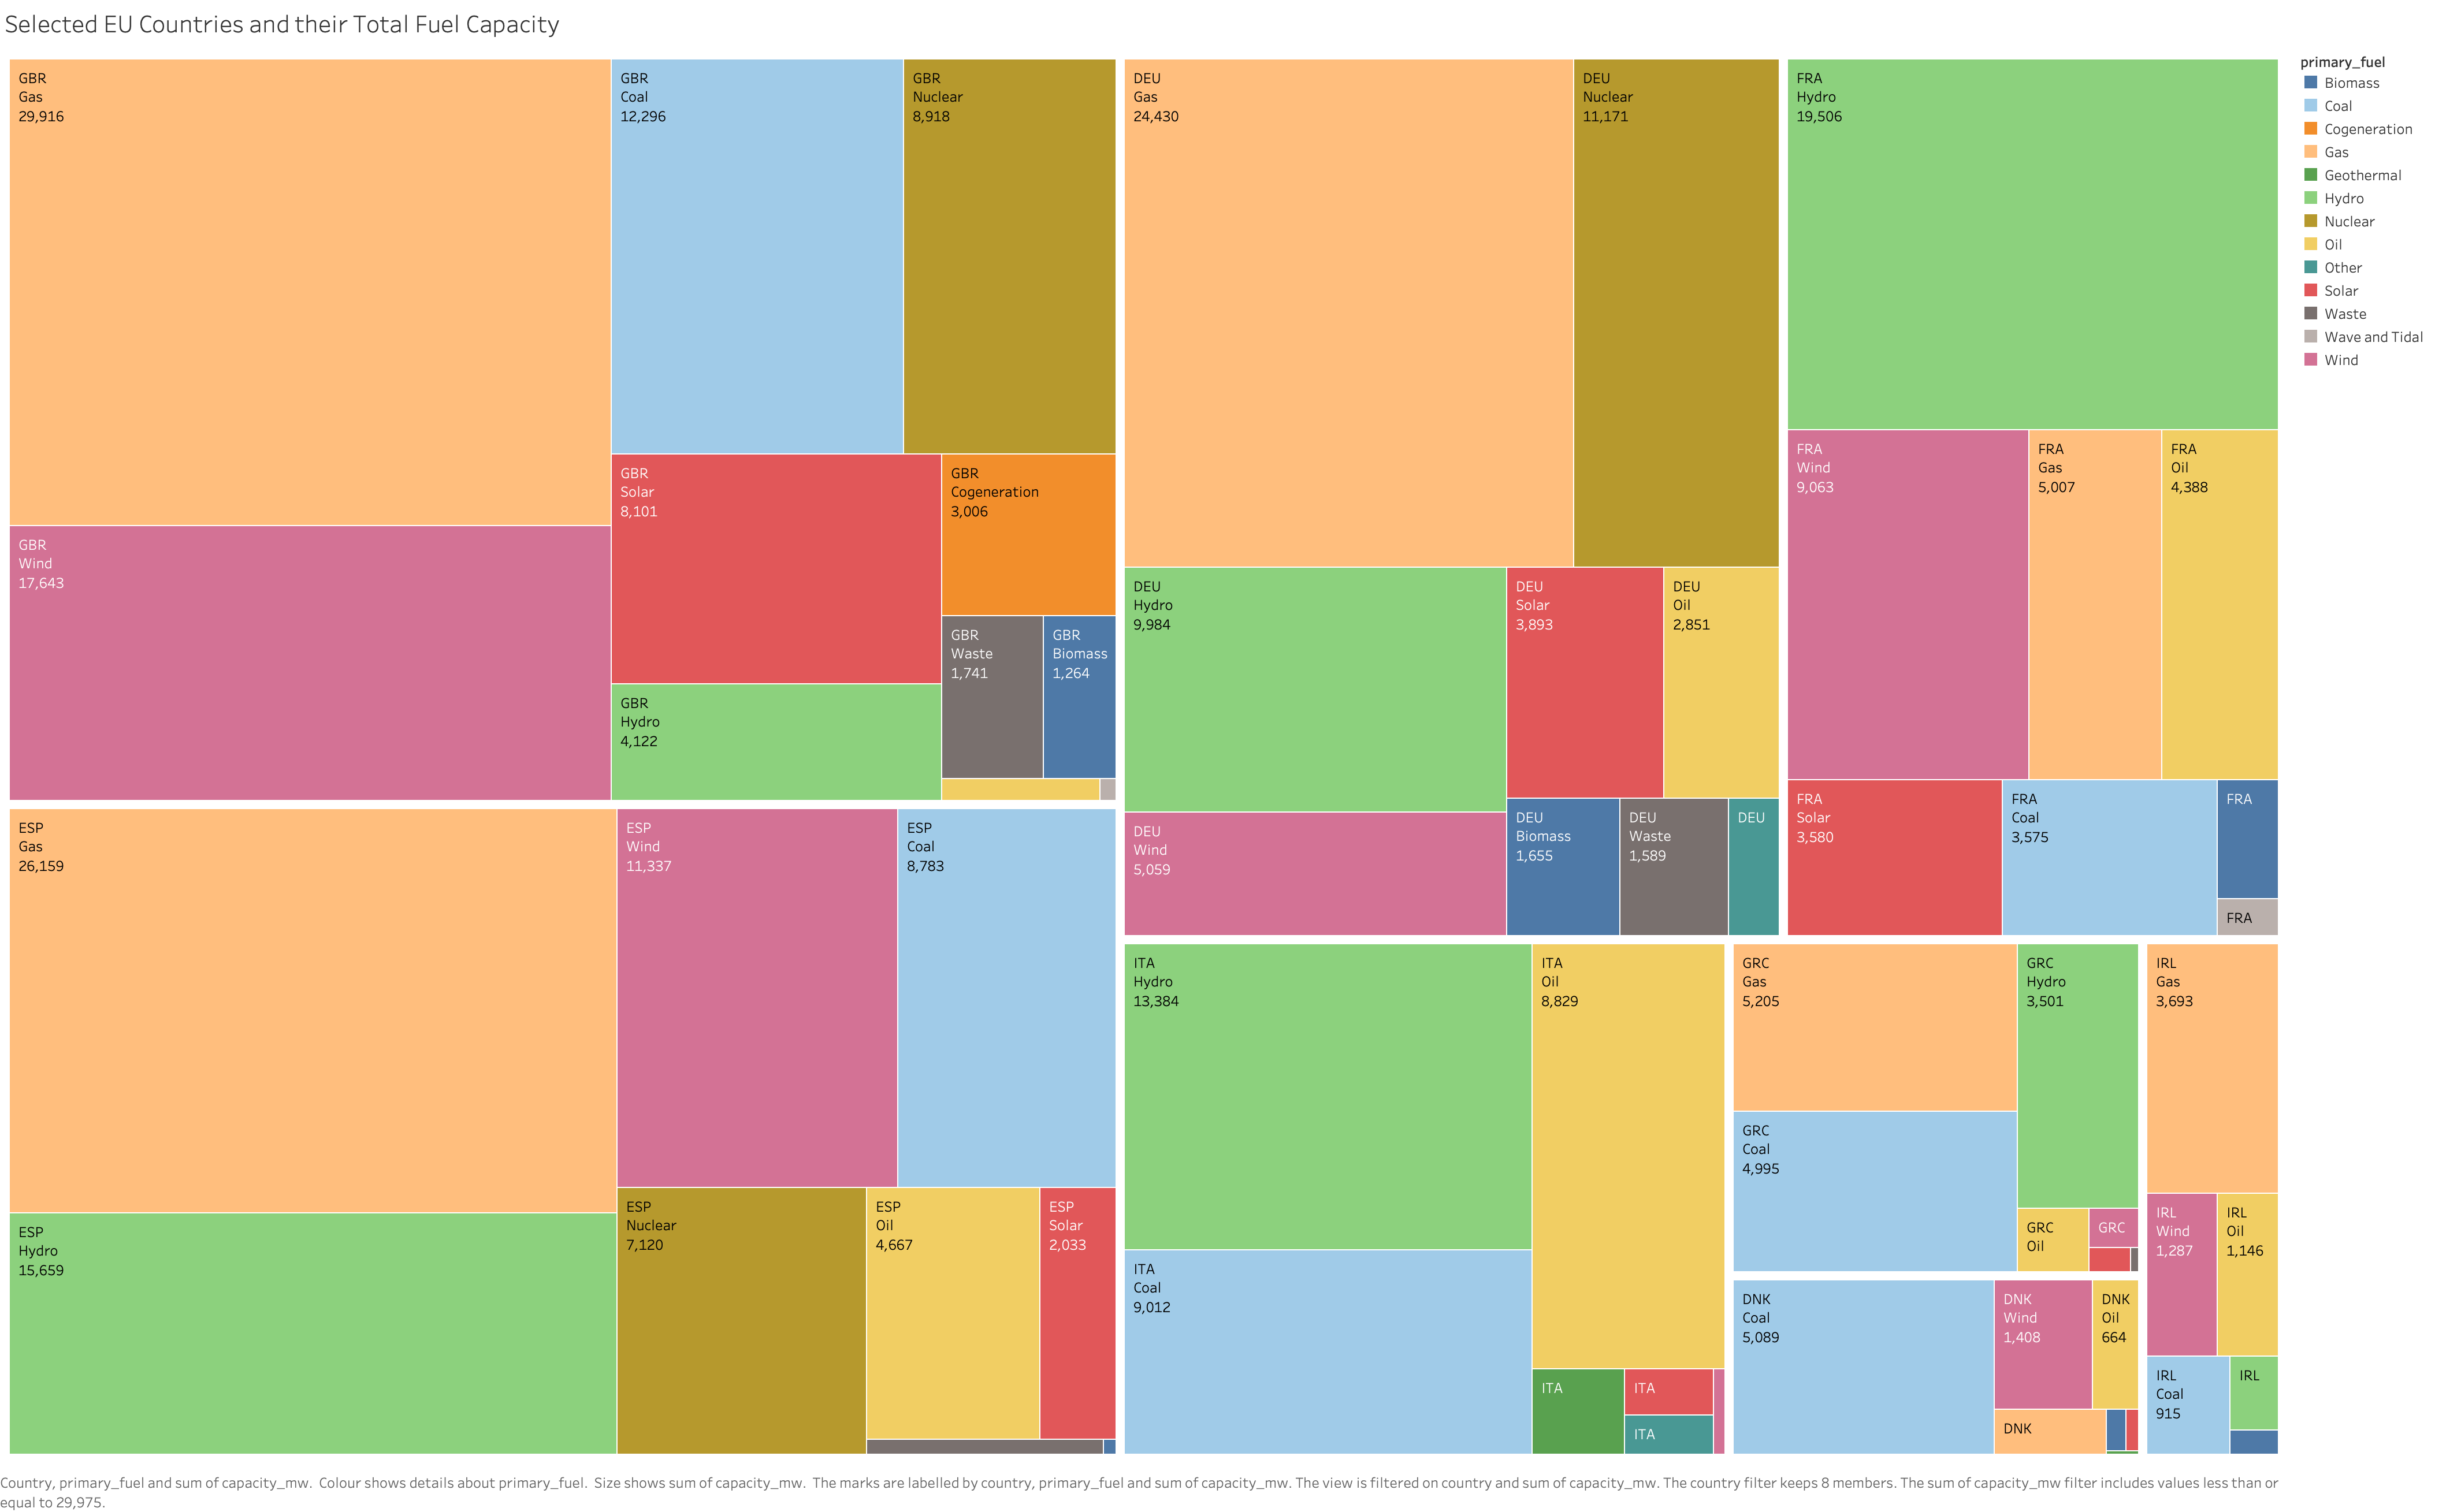 Selected EU Countries and their Total Fuel Capacity
GBR
Gas
29,916
GBR
Coal
12,296
GBR
Nuclear
8,918
GBR
Solar
8,101
GBR
Cogeneration
3,006
GBR
Wind
17,643
GBR
Waste
1,741
GBR
Biomass
1,264
GBR
Hydro
4,122
ESP
Gas
26,159
ESP
Wind
11,337
ESP
Coal
8,783
ESP
Hydro
15,659
ESP
Nuclear
7,120
ESP
Oil
4,667
ESP
Solar
2,033
DEU
Gas
24,430
DEU
Nuclear
11,171
DEU
Hydro
9,984
DEU
Solar
3,893
DEU
Oil
2,851
DEU
Wind
5,059
DEU
Biomass
1,655
DEU
Waste
1,589
DEU
FRA
Hydro
19,506
FRA
Wind
9,063
FRA
Gas
5,007
FRA
Oil
4,388
FRA
Solar
3,580
FRA
Coal
3,575
FRA
FRA
ITA
Hydro
13,384
ITA
Oil
8,829
ITA
Coal
9,012
ITA
ITA
ITA
GRC
Gas
5,205
GRC
Hydro
3,501
GRC
Coal
4,995
GRC
Oil
GRC
DNK
Coal
5,089
DNK
Wind
1,408
DNK
Oil
664
DNK
IRL
Gas
3,693
IRL
Wind
1,287
IRL
Oil
1,146
IRL
Coal
915
IRL
primary_fuel
Biomass
Coal
Cogeneration
Gas
Geothermal
Hydro
Nuclear
Oil
Other
Solar
Waste
Wave and Tidal
Wind
Country, primary_fuel and sum of capacity_mw. Colour shows details about primary_fuel. Size shows sum of capacity_mw. The marks are labelled by country, primary_fuel and sum of capacity_mw. The view is filtered on country and sum of capacity_mw. The country filter keeps 8 members. The sum of capacity_mw filter includes values less than or
equal to 29,975.